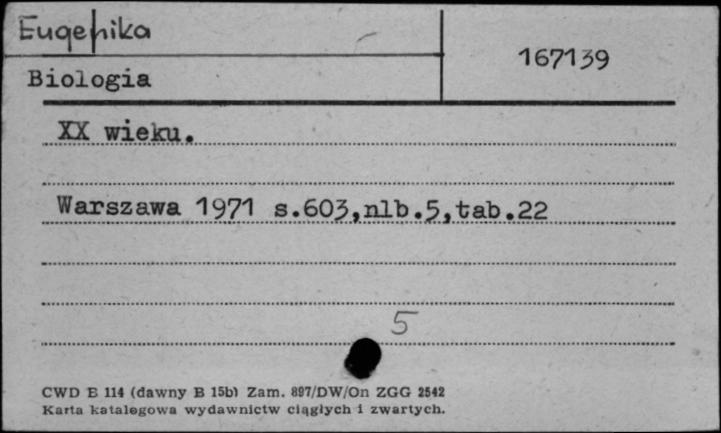 Eugenika
167139
Biologia
XX wieku.
Warszawa 1971 s.603,nlb.5,tab.22
5
CWD E 114 (dawny B 15b) Zam. 897/DW/On ZGG 2542
Karta katalogowa wydawnictw ciągłych i zwartych.